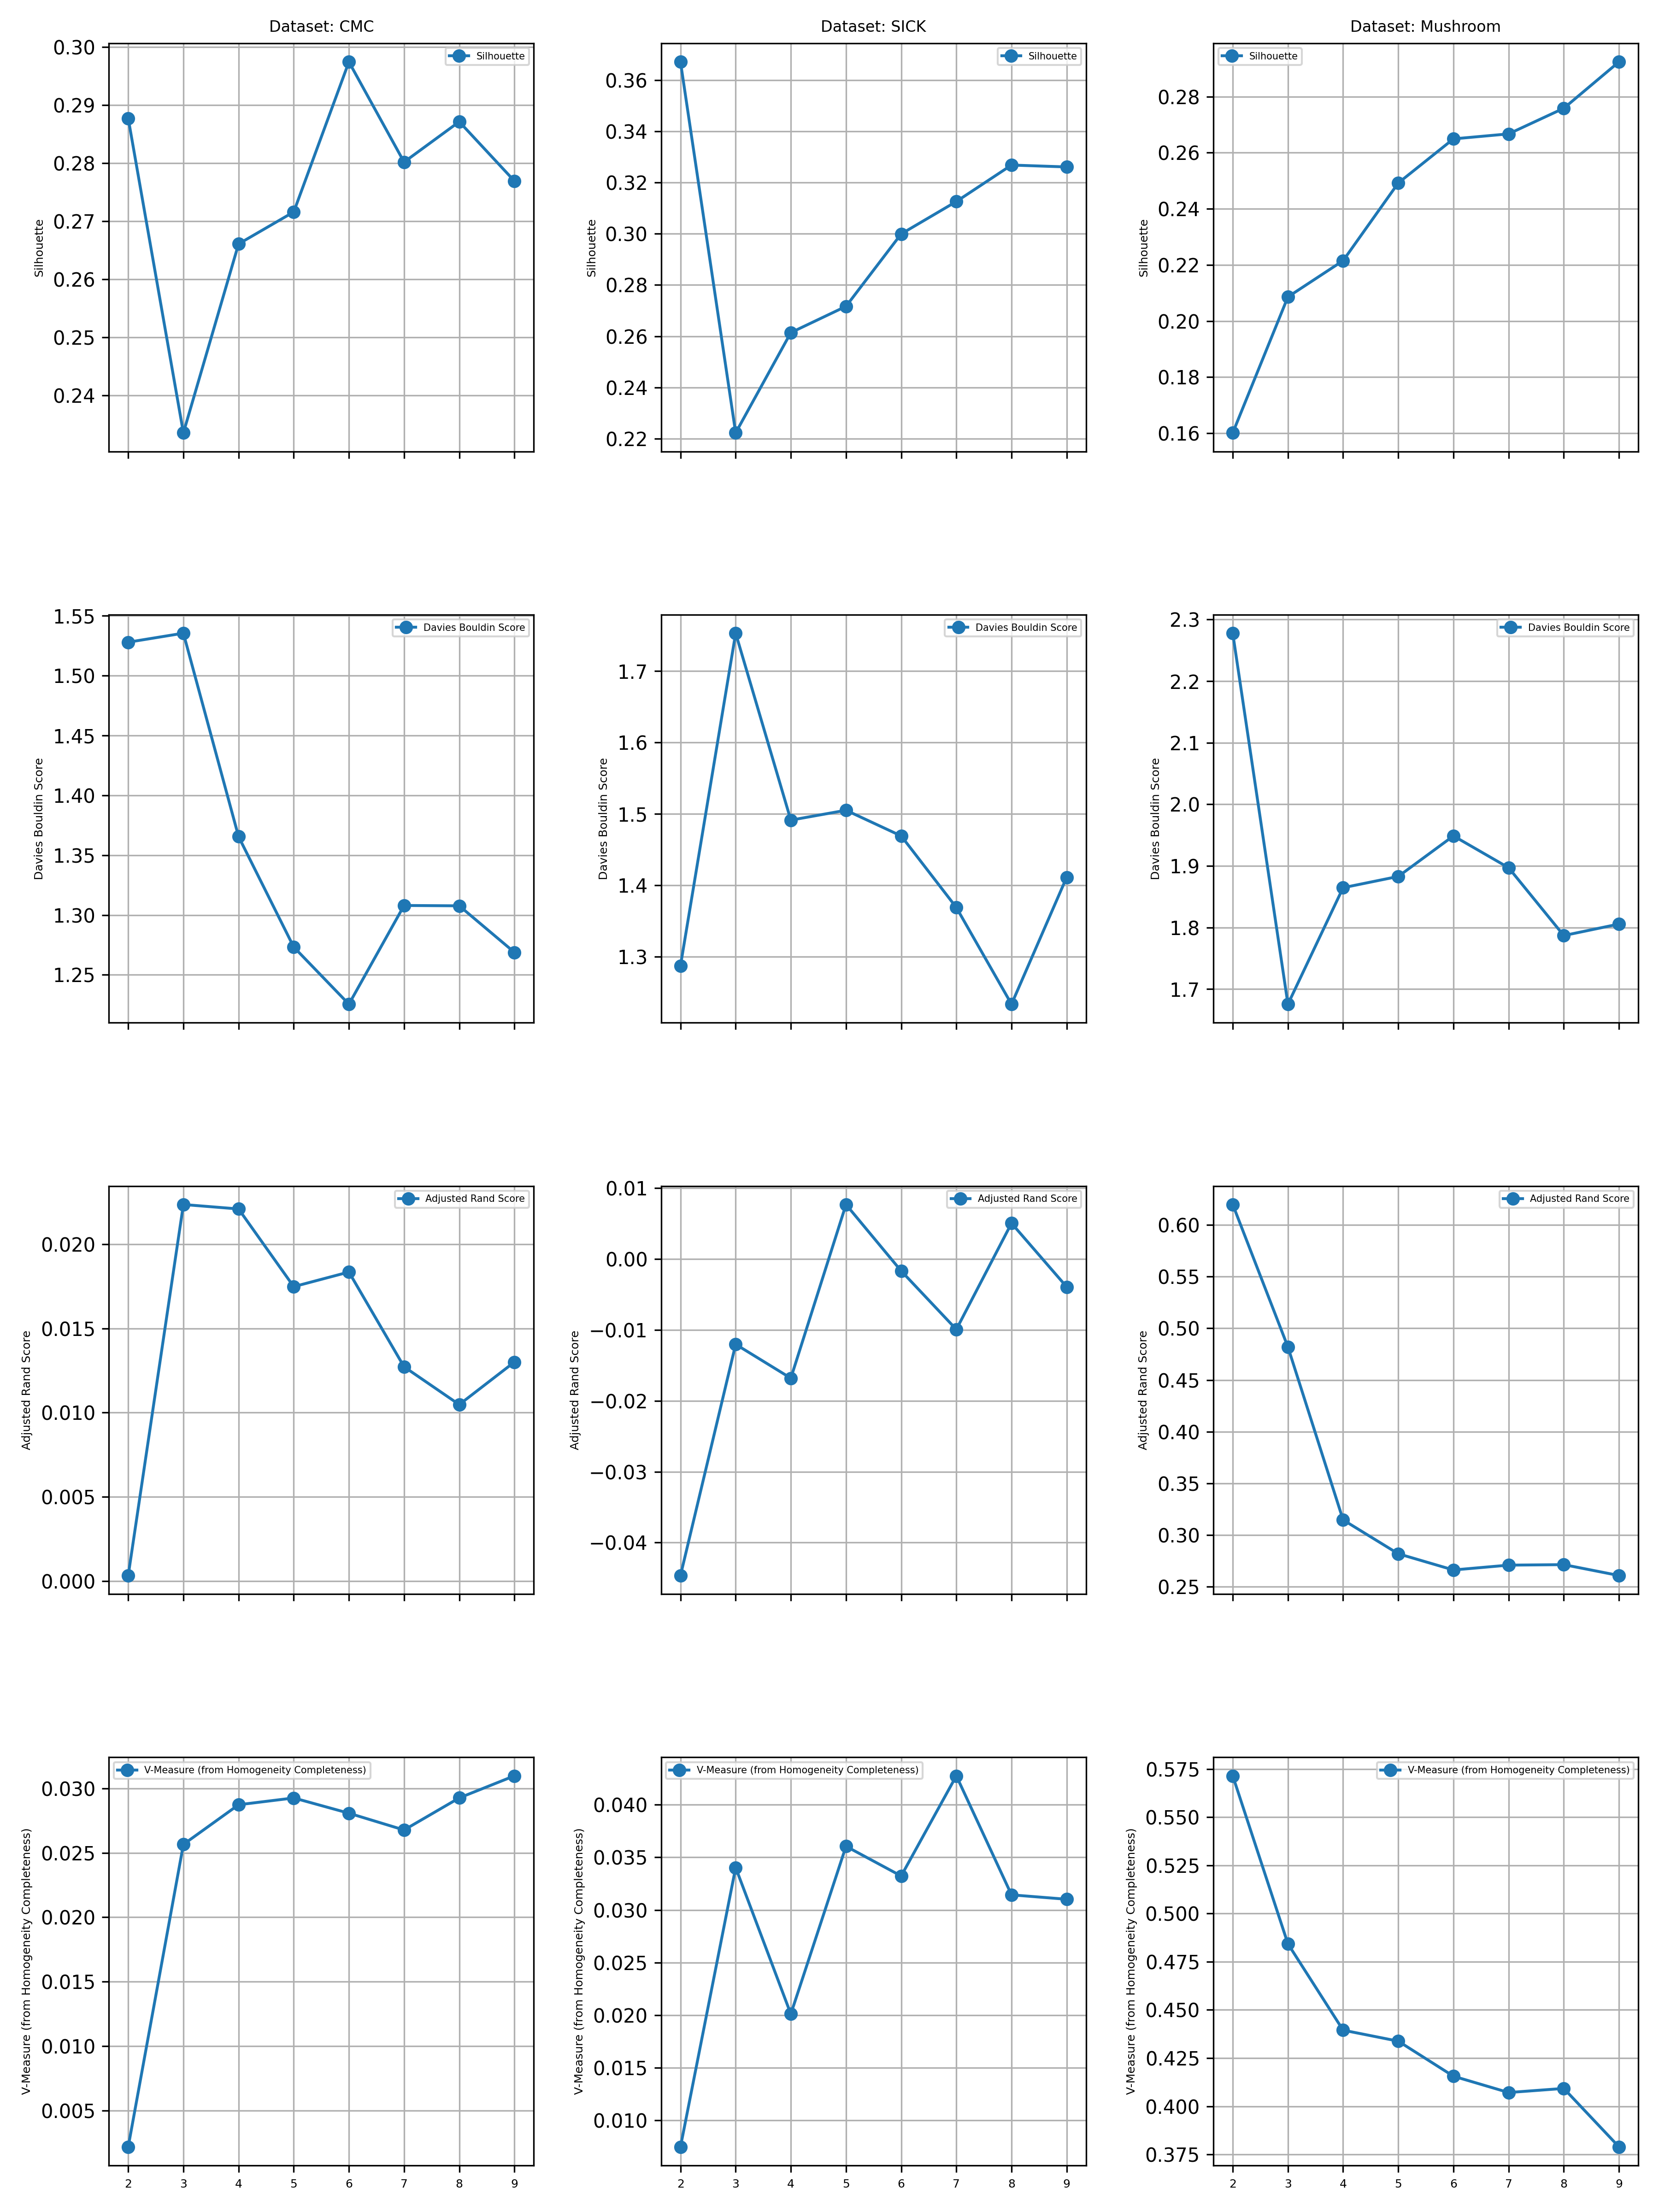 Dataset: CMC
Silhouette
0.30
0.29
0.28
0.27
0.26
0.25
0.24
Silhouette
Dataset: SICK
Silhouette
0.36
0.34
0.32
0.30
0.28
0.26
0.24
0.22
Silhouette
Dataset: Mushroom
Silhouette
0.28
0.26
0.24
0.22
0.20
0.18
0.16
Silhouette
Davies Bouldin Score
1.55
1.50
1.45
1.40
1.35
1.30
1.25
Davies Bouldin Score
Davies Bouldin Score
1.7
1.6
1.5
1.4
1.3
Davies Bouldin Score
Davies Bouldin Score
2.3
2.2
2.1
2.0
1.9
1.8
1.7
Davies Bouldin Score
Adjusted Rand Score
0.020
0.015
0.010
0.005
0.000
Adjusted Rand Score
Adjusted Rand Score
0.01
0.00
−0.01
−0.02
−0.03
−0.04
Adjusted Rand Score
Adjusted Rand Score
0.60
0.55
0.50
0.45
0.40
0.35
0.30
0.25
Adjusted Rand Score
V-Measure (from Homogeneity Completeness)
0.030
0.025
0.020
0.015
0.010
0.005
V-Measure (from Homogeneity Completeness)
2 3 4 5 6 7 8 9
V-Measure (from Homogeneity Completeness)
0.040
0.035
0.030
0.025
0.020
0.015
0.010
V-Measure (from Homogeneity Completeness)
2 3 4 5 6 7 8 9
V-Measure (from Homogeneity Completeness)
0.575
0.550
0.525
0.500
0.475
0.450
0.425
0.400
0.375
V-Measure (from Homogeneity Completeness)
2 3 4 5 6 7 8 9